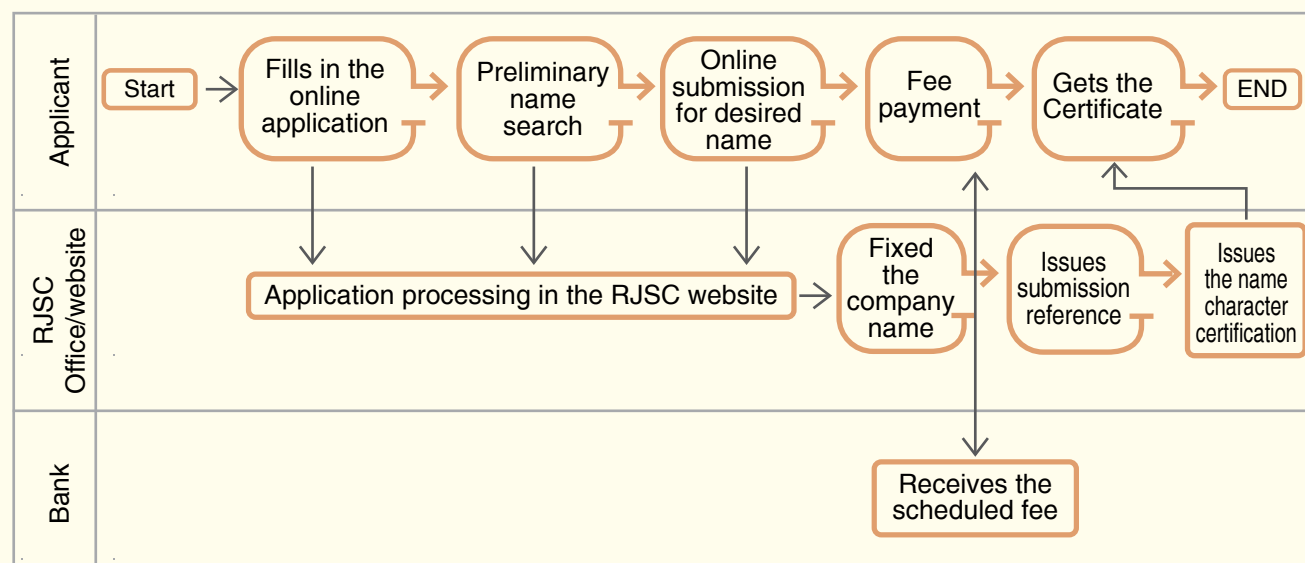 Applicant
Start
Fills in the
online
application
Preliminary
name
search
Online
submission
for desired
name
Fee
payment
Gets the
Certificate
END
RJSC
Office/website
Application processing in the RJSC website
Fixed
the
company
name
Issues
submission
reference
Issues
the name
character
certification
Bank
Receives the
scheduled fee